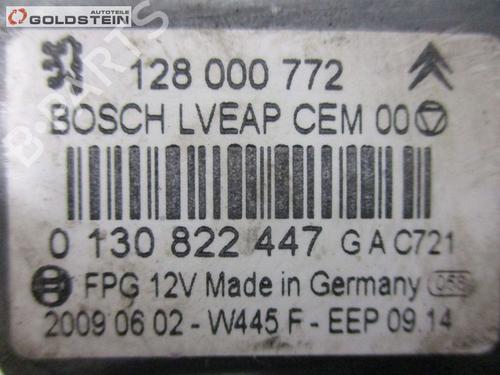 Autoteile
GOLDSTEIN
B-PARTS
128 000 772
BOSCH LVEAP CEM 00
0 130 822 447 G A C721
FPG 12V Made in Germany 058
2009 06 02 - W445 F - EEP 09.14